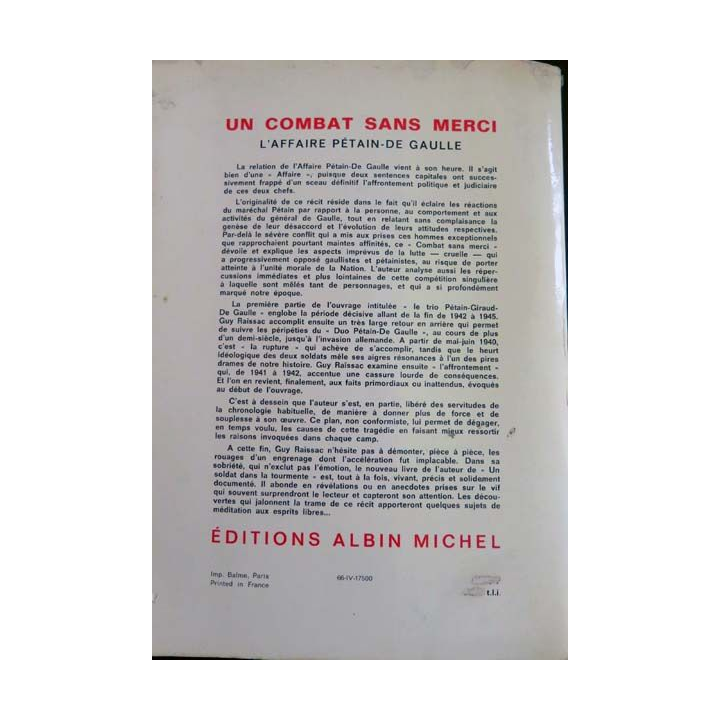 UN COMBAT SANS MERCI
L'AFFAIRE PÉTAIN-DE GAULLE
La relation de l'Affaire Pétain-De Gaulle vient à son heure. Il s'agit
bien d'une « Affaire », puisque deux sentences capitales ont succes-
sivement frappé d'un sceau définitif l'affrontement politique et judiciaire
de ces deux chefs.
L'originalité de ce récit réside dans le fait qu'il éclaire les réactions
du maréchal Pétain par rapport à la personne, au comportement et aux
activités du général de Gaulle, tout en relatant sans complaisance la
genèse de leur désaccord et l'évolution de leurs attitudes respectives.
Par-delà le sévère conflit qui a mis aux prises ces hommes exceptionnels
que rapprochaient pourtant maintes affinités, ce « Combat sans merci »
dévoile et explique les aspects imprévus de la lutte — cruelle — qui
a progressivement opposé gaullistes et pétainistes, au risque de porter
atteinte à l'unité morale de la Nation. L'auteur analyse aussi les réper-
cussions immédiates et plus lointaines de cette compétition singulière
à laquelle sont mêlés tant de personnages, et qui a si profondément
marqué notre époque.
La première partie de l'ouvrage intitulée « le trio Pétain-Giraud-
De Gaulle » englobe la période décisive allant de la fin de 1942 à 1945.
Guy Raïssac accomplit ensuite un très large retour en arrière qui permet
de suivre les péripéties du « Duo Pétain-De Gaulle », au cours de plus
d'un demi-siècle, jusqu'à l'invasion allemande. A partir de mai-juin 1940,
c'est « la rupture » qui achève de s'accomplir, tandis que le heurt
idéologique des deux soldats mêle ses aigres résonances à l'un des pires
drames de notre histoire. Guy Raïssac examine ensuite « l'affrontement »
qui, de 1941 à 1942, accentue une cassure lourde de conséquences.
Et l'on en revient, finalement, aux faits primordiaux ou inattendus, évoqués
au début de l'ouvrage.
C'est à dessein que l'auteur s'est, en partie, libéré des servitudes de
la chronologie habituelle, de manière à donner plus de force et de
souplesse à son œuvre. Ce plan, non conformiste, lui permet de dégager,
en temps voulu, les causes de cette tragédie en faisant mieux ressortir
les raisons invoquées dans chaque camp.
A cette fin, Guy Raissac n'hésite pas à démonter, pièce à pièce, les
rouages d'un engrenage dont l'accélération fut implacable. Dans sa
sobriété, qui n'exclut pas l'émotion, le nouveau livre de l'auteur de « Un
soldat dans la tourmente » est, tout à la fois, vivant, précis et solidement
documenté. Il abonde en révélations ou en anecdotes prises sur le vif
qui souvent surprendront le lecteur et capteront son attention. Les décou-
vertes qui jalonnent la trame de ce récit apporteront quelques sujets de
méditation aux esprits libres...
ÉDITIONS ALBIN MICHEL
Imp. Balme, Paris 66-IV-17500
Printed in France
t.l.i.